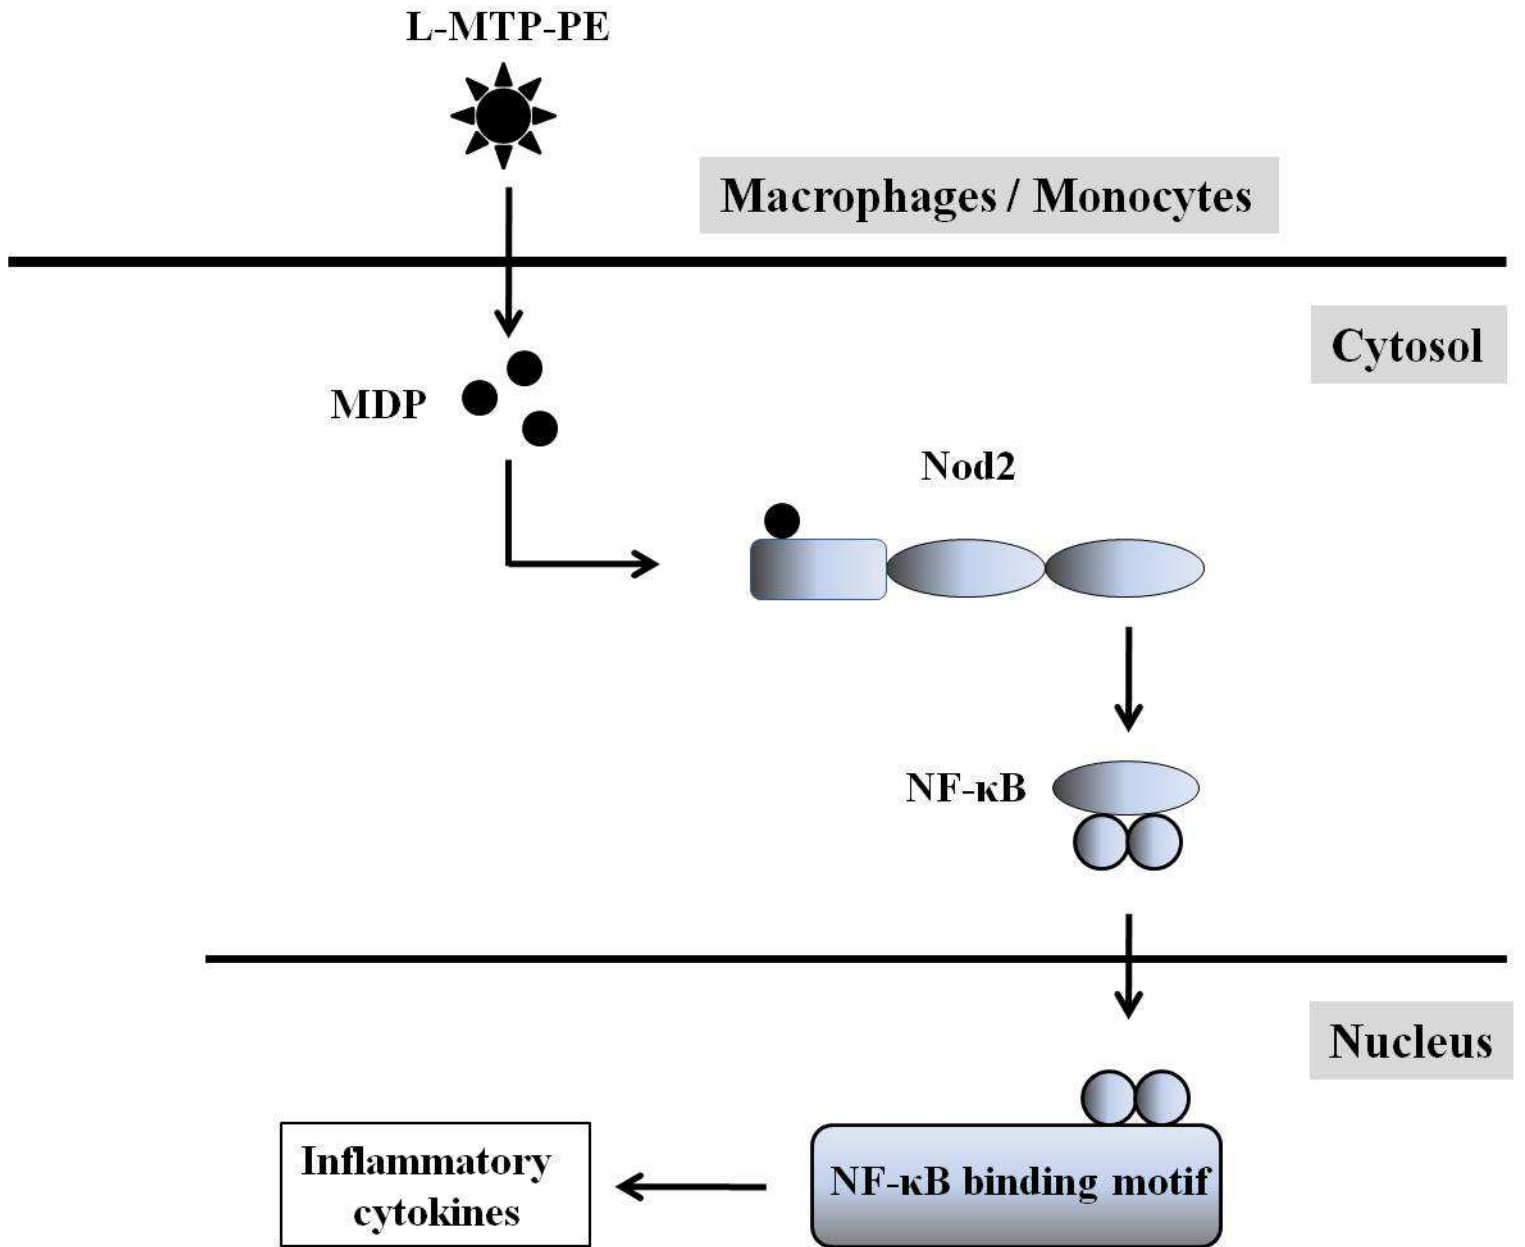 L-MTP-PE
Macrophages / Monocytes
Cytosol
MDP
Nod2
NF-κB
Nucleus
NF-κB binding motif
Inflammatory
cytokines